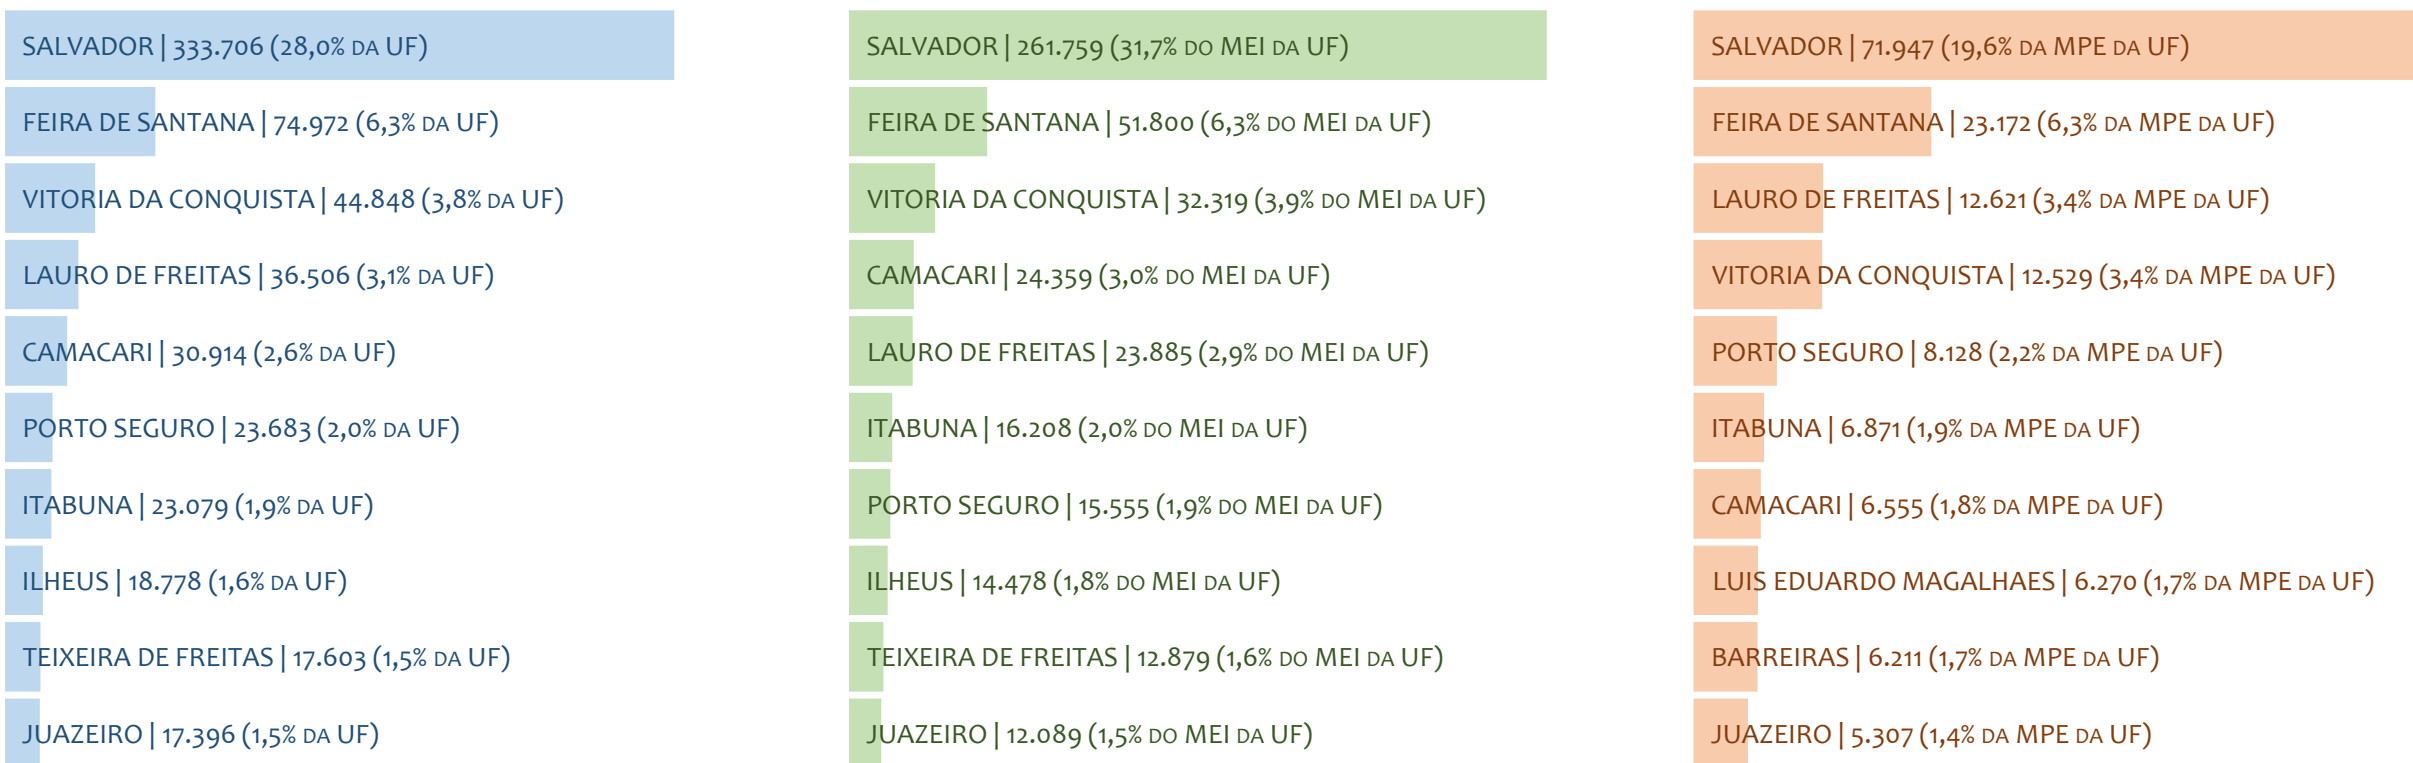 SALVADOR | 333.706 (28,0% DA UF)
FEIRA DE SANTANA | 74.972 (6,3% DA UF)
VITORIA DA CONQUISTA | 44.848 (3,8% DA UF)
LAURO DE FREITAS | 36.506 (3,1% DA UF)
CAMACARI | 30.914 (2,6% DA UF)
PORTO SEGURO | 23.683 (2,0% DA UF)
ITABUNA | 23.079 (1,9% DA UF)
ILHEUS | 18.778 (1,6% DA UF)
TEIXEIRA DE FREITAS | 17.603 (1,5% DA UF)
JUAZEIRO | 17.396 (1,5% DA UF)
SALVADOR | 261.759 (31,7% DO MEI DA UF)
FEIRA DE SANTANA | 51.800 (6,3% DO MEI DA UF)
VITORIA DA CONQUISTA | 32.319 (3,9% DO MEI DA UF)
CAMACARI | 24.359 (3,0% DO MEI DA UF)
LAURO DE FREITAS | 23.885 (2,9% DO MEI DA UF)
ITABUNA | 16.208 (2,0% DO MEI DA UF)
PORTO SEGURO | 15.555 (1,9% DO MEI DA UF)
ILHEUS | 14.478 (1,8% DO MEI DA UF)
TEIXEIRA DE FREITAS | 12.879 (1,6% DO MEI DA UF)
JUAZEIRO | 12.089 (1,5% DO MEI DA UF)
SALVADOR | 71.947 (19,6% DA MPE DA UF)
FEIRA DE SANTANA | 23.172 (6,3% DA MPE DA UF)
LAURO DE FREITAS | 12.621 (3,4% DA MPE DA UF)
VITORIA DA CONQUISTA | 12.529 (3,4% DA MPE DA UF)
PORTO SEGURO | 8.128 (2,2% DA MPE DA UF)
ITABUNA | 6.871 (1,9% DA MPE DA UF)
CAMACARI | 6.555 (1,8% DA MPE DA UF)
LUIS EDUARDO MAGALHAES | 6.270 (1,7% DA MPE DA UF)
BARREIRAS | 6.211 (1,7% DA MPE DA UF)
JUAZEIRO | 5.307 (1,4% DA MPE DA UF)